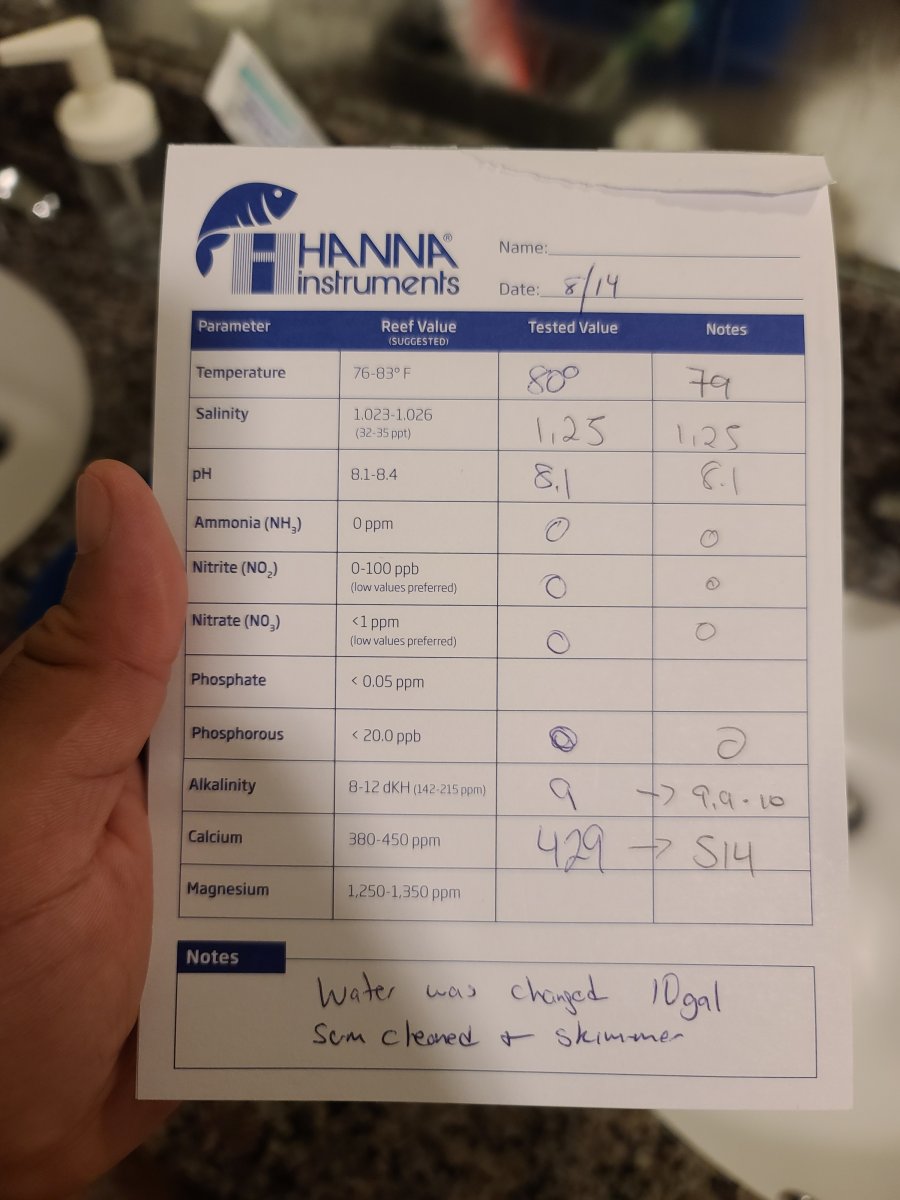 HANNA®
instruments
Name:
Date: 8/14
Parameter Reef Value (SUGGESTED) Tested Value Notes
Temperature 76-83° F 80° 79
Salinity 1.023-1.026 (32-35 ppt) 1,25 1,25
pH 8.1-8.4 8.1 8.1
Ammonia (NH₃) 0 ppm 0 0
Nitrite (NO₂) 0-100 ppb (low values preferred) 0 0
Nitrate (NO₃) <1 ppm (low values preferred) 0 0
Phosphate < 0.05 ppm
Phosphorous < 20.0 ppb 0 0
Alkalinity 8-12 dKH (142-215 ppm) 9 → 9.9-10
Calcium 380-450 ppm 429 → 514
Magnesium 1,250-1,350 ppm
Notes
Water was changed 10gal
Sum cleaned + skimmer